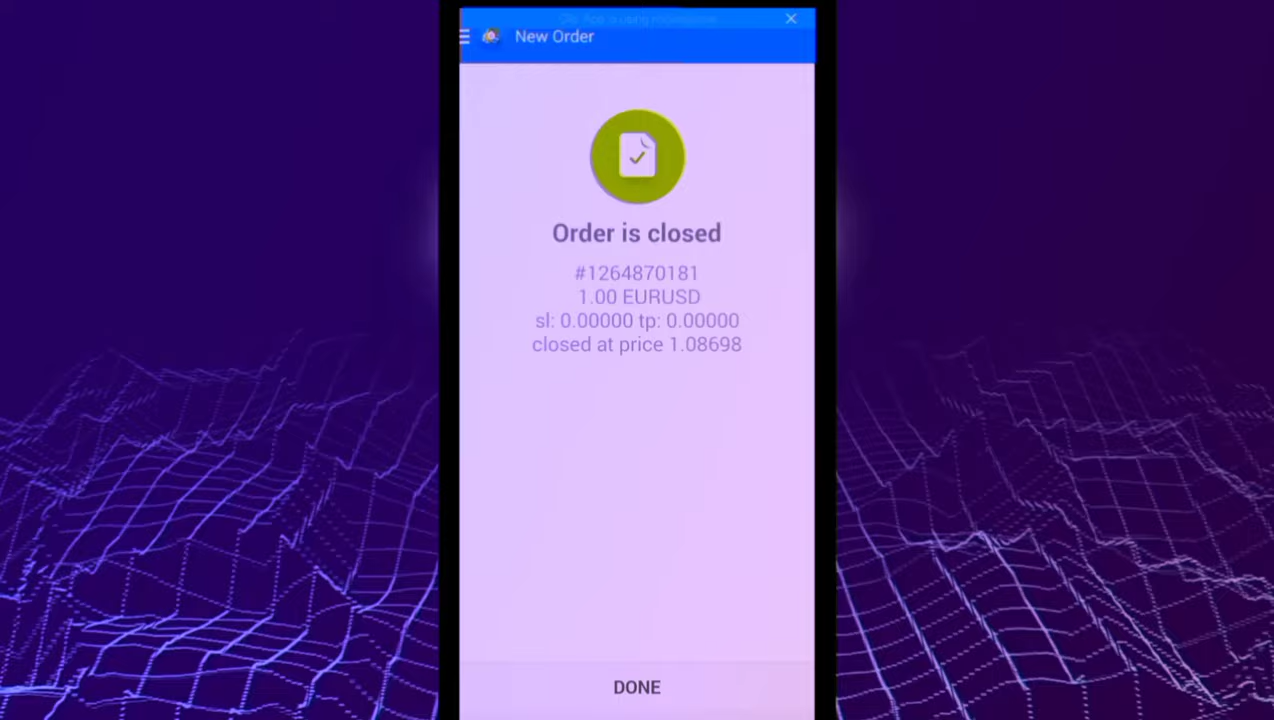 New Order
Order is closed
#1264870181
1.00 EURUSD
sl: 0.00000 tp: 0.00000
closed at price 1.08698
DONE